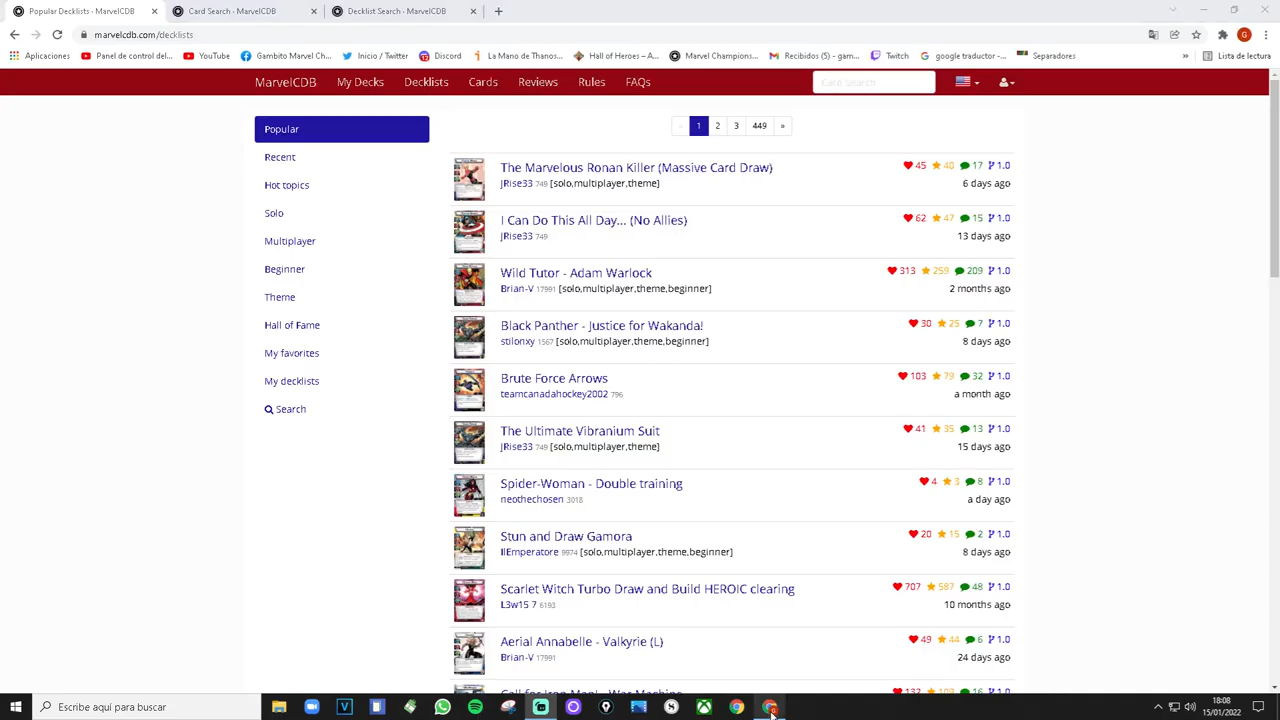 Popular Decklists · MarvelCDB
Card Search · MarvelCDB
Decklist Search · MarvelCDB
marvelcdb.com/decklists
Aplicaciones
Panel de control del...
YouTube
Gambito Marvel Ch...
Inicio / Twitter
Discord
La Mano de Thanos...
Hall of Heroes – A...
Marvel Champions...
Recibidos (5) - gam...
Twitch
google traductor -...
Separadores
»
Lista de lectura
MarvelCDB My Decks Decklists Cards Reviews Rules FAQs
Card Search
Popular
Recent
Hot topics
Solo
Multiplayer
Beginner
Theme
Hall of Fame
My favorites
My decklists
Search
« 1 2 3 449 »
The Marvelous Ronan Killer (Massive Card Draw) 45 40 17 1.0
JRise33 749 [solo,multiplayer,theme] 6 days ago
I Can Do This All Day... (No Allies) 62 47 15 1.0
JRise33 749 13 days ago
Wild Tutor - Adam Warlock 313 259 209 1.0
Brian-V 17991 [solo,multiplayer,theme,beginner] 2 months ago
Black Panther - Justice for Wakanda! 30 25 7 1.0
stilonxy 1567 [solo,multiplayer,theme,beginner] 8 days ago
Brute Force Arrows 103 79 32 1.0
teamcanadahockey2002 796 a month ago
The Ultimate Vibranium Suit 41 35 13 1.0
JRise33 749 [solo,multiplayer,theme] 15 days ago
Spider-Woman - Double training 4 3 8 1.0
neothechosen 3018 a day ago
Stun and Draw Gamora 20 15 2 1.0
IlEmperatore 9974 [solo,multiplayer,theme,beginner] 8 days ago
Scarlet Witch Turbo Draw and Build HEROIC clearing 707 587 48 1.0
L3w15 7 6193 10 months ago
Aerial Annabelle - Valkyrie (L) 49 44 6 1.0
Brian-V 17991 24 days ago
Escribe aquí para buscar
18:08
15/01/2022